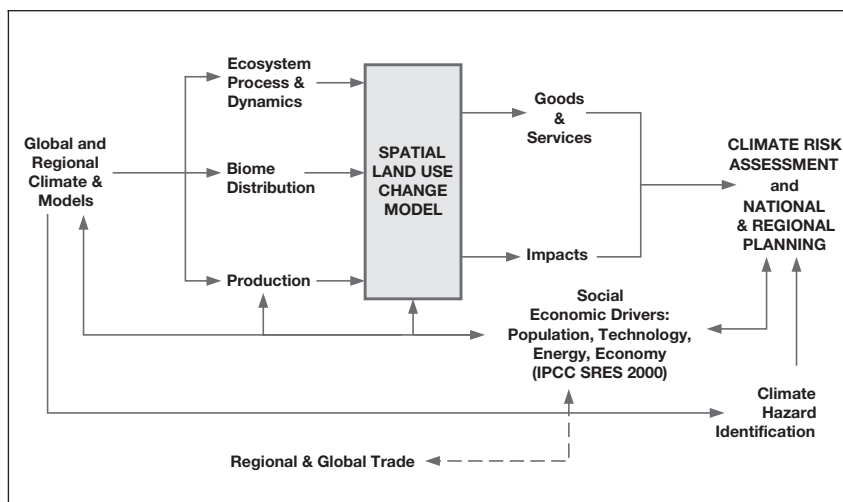 Ecosystem
Process &
Dynamics
Global and
Regional
Climate &
Models
Biome
Distribution
Production
SPATIAL
LAND USE
CHANGE
MODEL
Goods
&
Services
Impacts
CLIMATE RISK
ASSESSMENT
and
NATIONAL
& REGIONAL
PLANNING
Social
Economic Drivers:
Population, Technology,
Energy, Economy
(IPCC SRES 2000)
Climate
Hazard
Identification
Regional & Global Trade